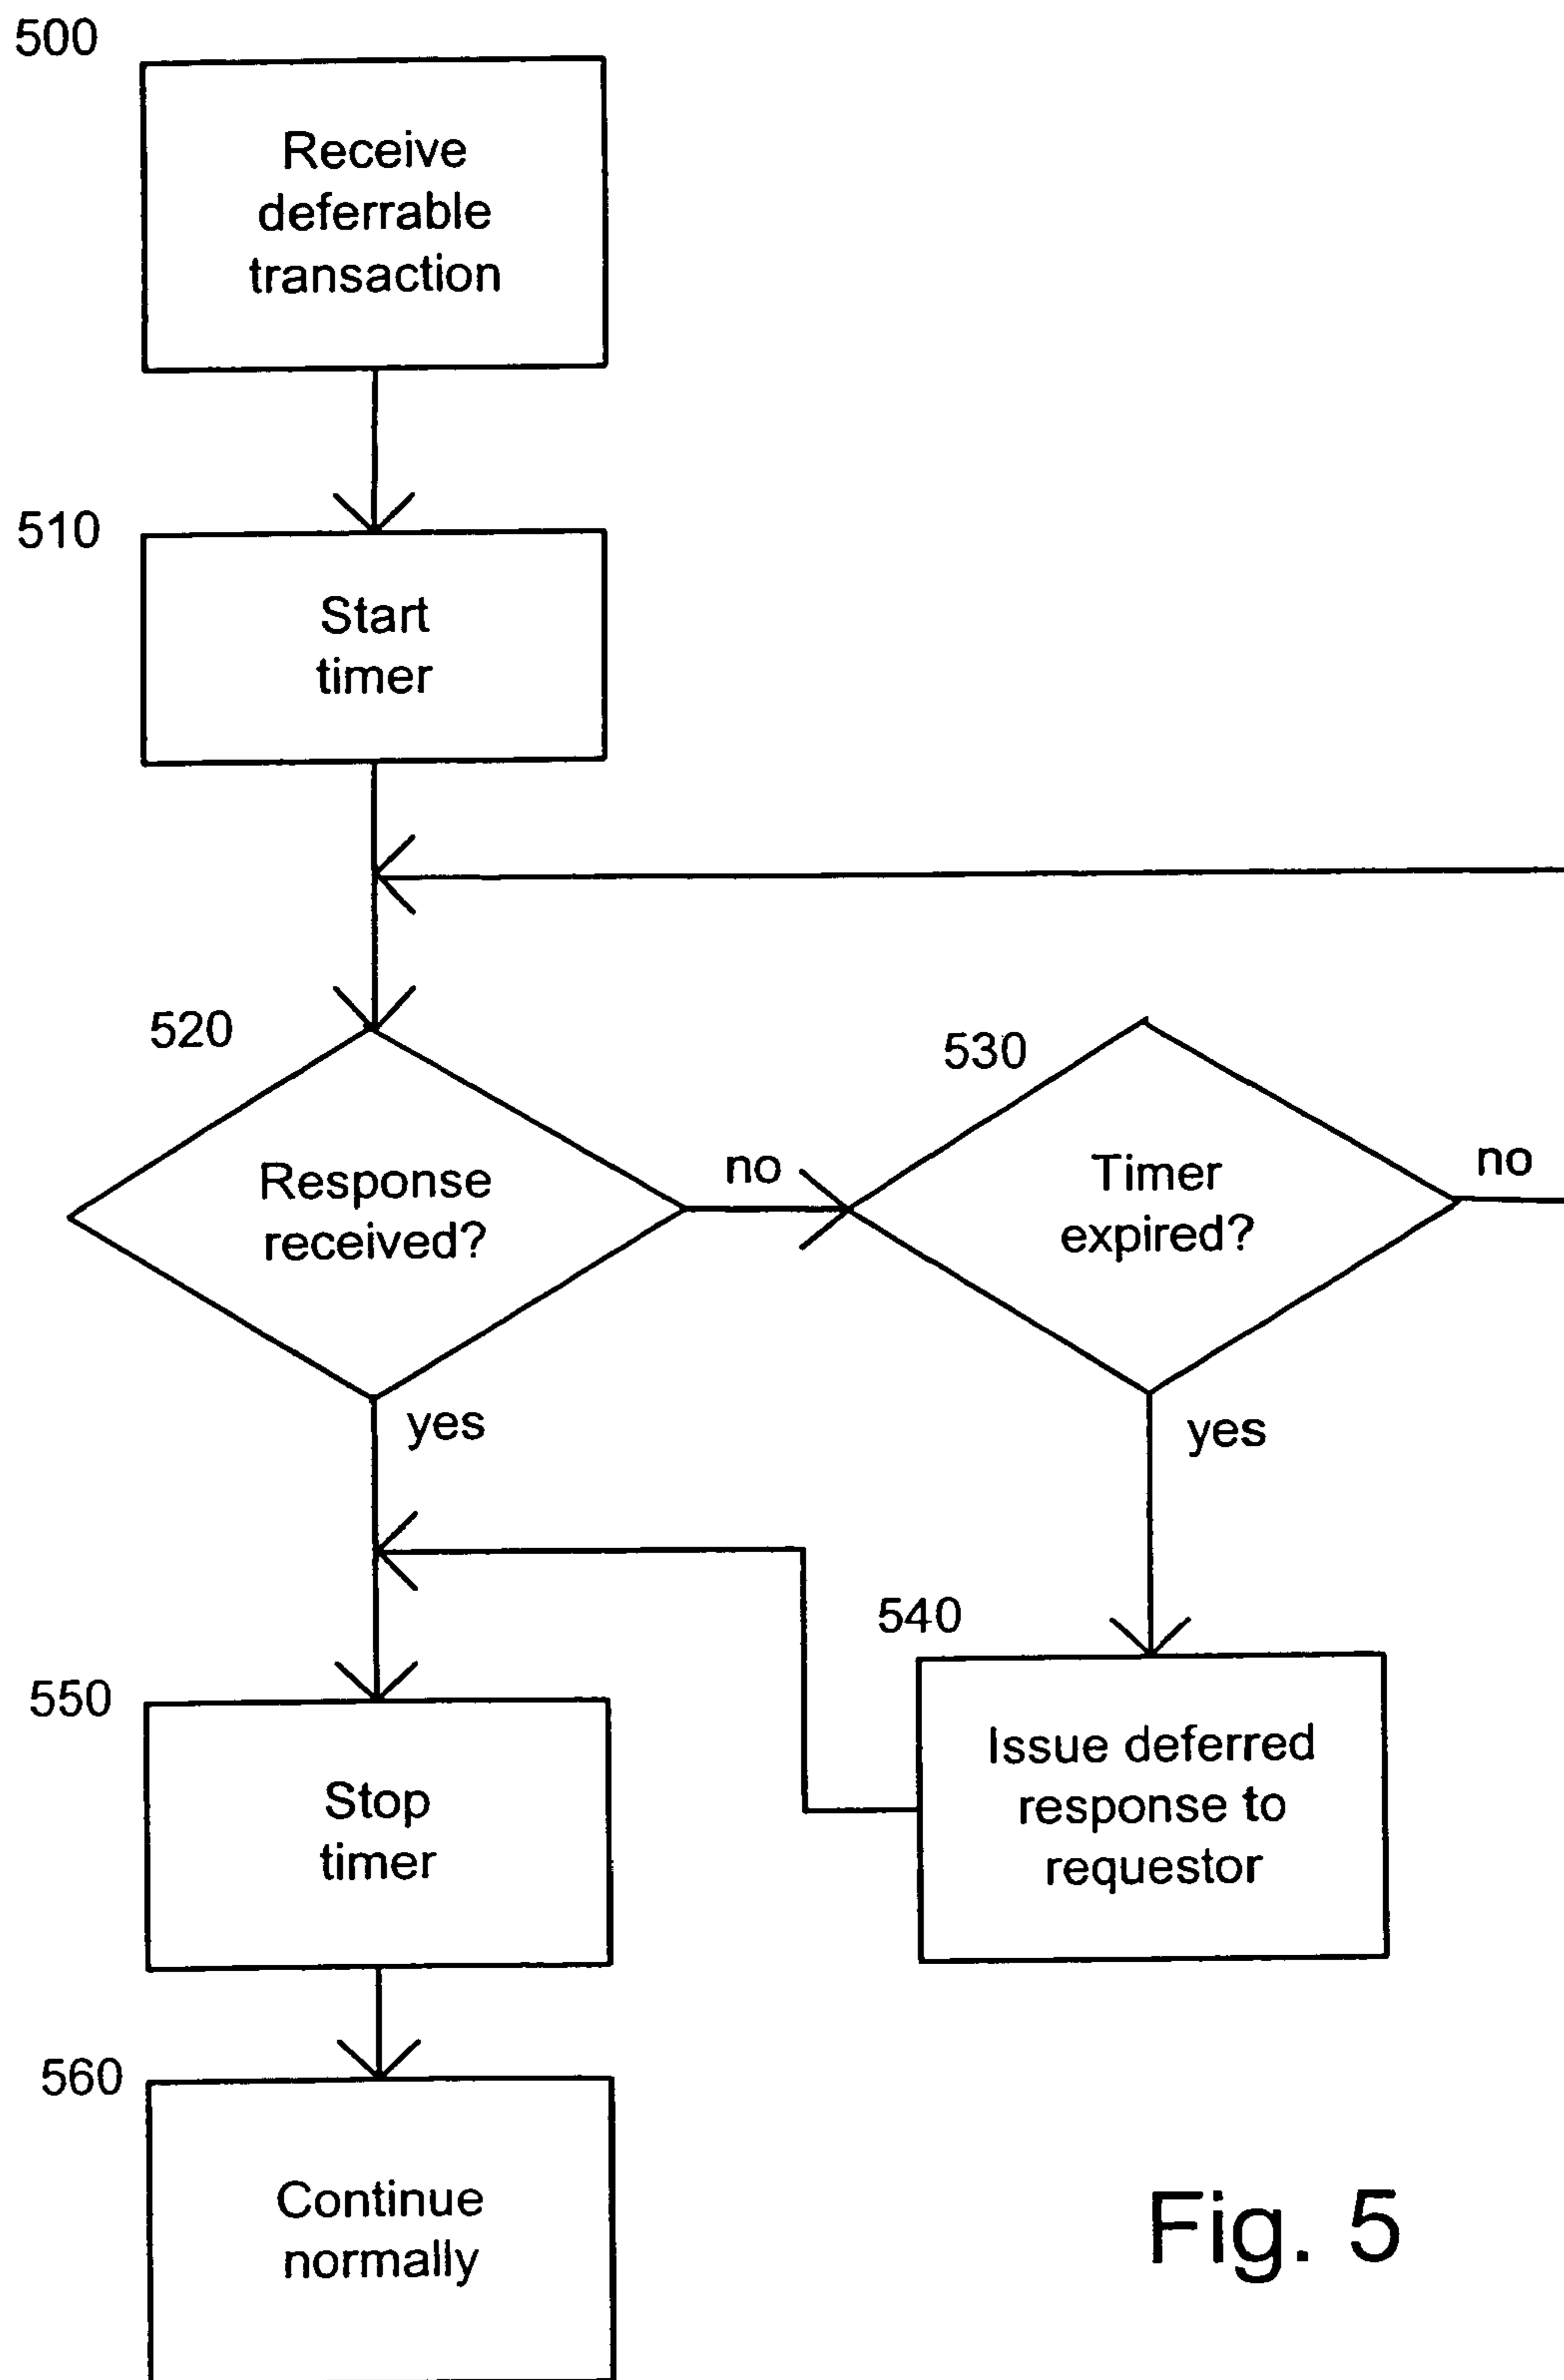 500
Receive
deferrable
transaction
510
Start
timer
520
Response
received?
no
530
Timer
expired?
no
yes
yes
540
Issue deferred
response to
requestor
550
Stop
timer
560
Continue
normally
Fig. 5